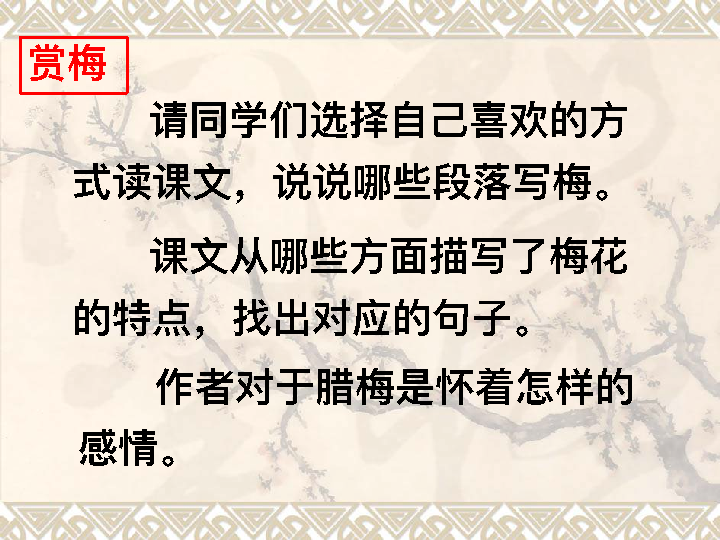 赏梅
请同学们选择自己喜欢的方
式读课文，说说哪些段落写梅。
课文从哪些方面描写了梅花
的特点，找出对应的句子。
作者对于腊梅是怀着怎样的
感情。